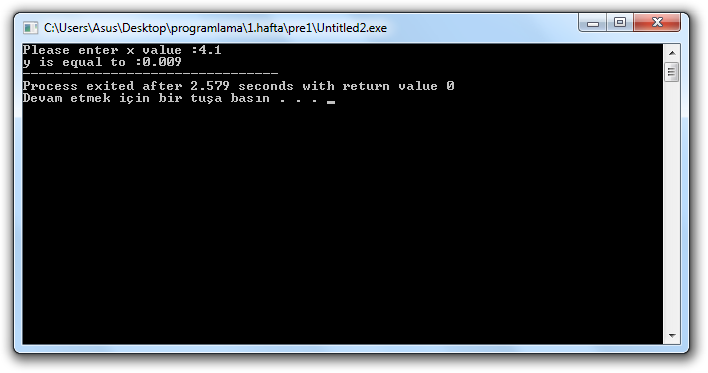 C:\Users\Asus\Desktop\programlama\1.hafta\pre1\Untitled2.exe
Please enter x value :4.1
y is equal to :0.009
--------------------------------
Process exited after 2.579 seconds with return value 0
Devam etmek için bir tuşa basın . . . _